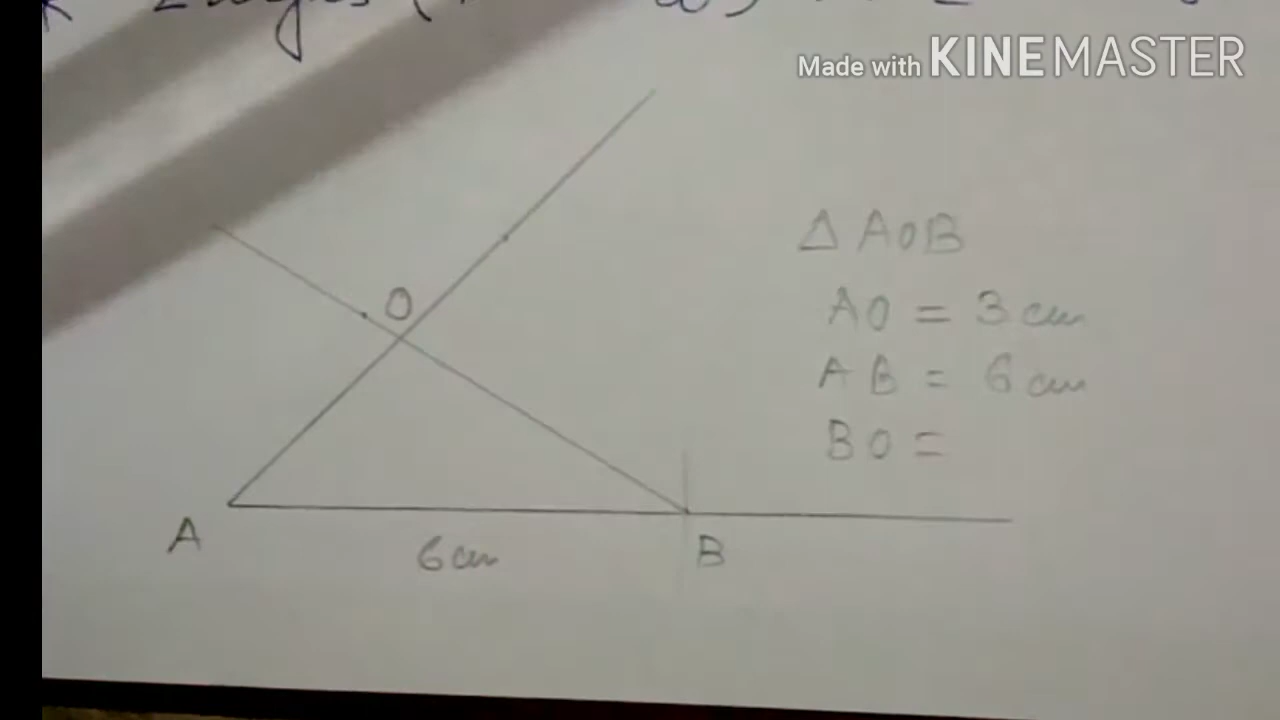 Made with KINEMASTER
O
Δ AOB
AO = 3 cm
AB = 6 cm
BO =
A
6 cm
B